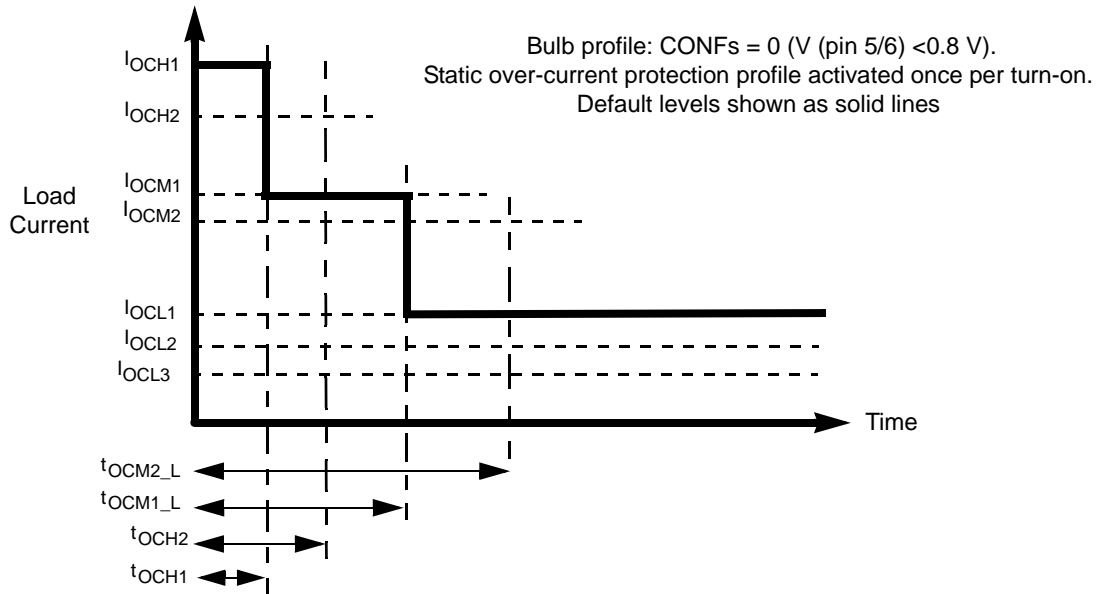 Bulb profile: CONFs = 0 (V (pin 5/6) <0.8 V).
Static over-current protection profile activated once per turn-on.
Default levels shown as solid lines
IOCH1
IOCH2
IOCM1
Load
Current
IOCM2
IOCL1
IOCL2
IOCL3
Time
tOCM2_L
tOCM1_L
tOCH2
tOCH1